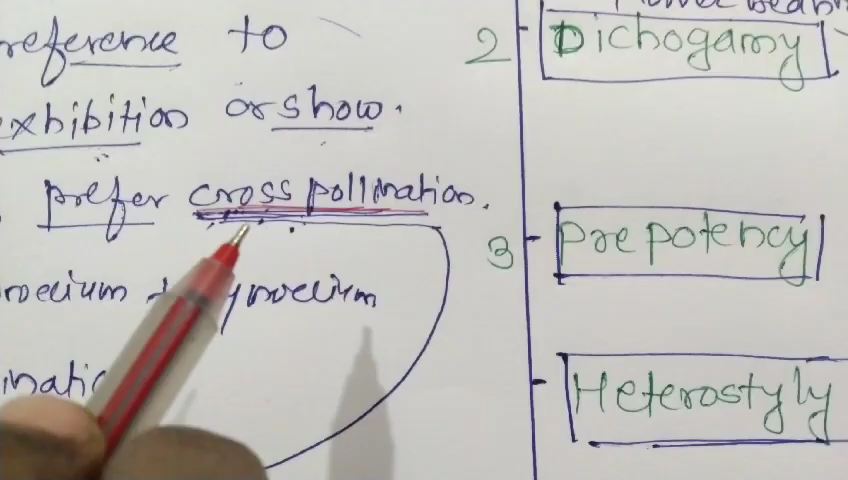 reference to
exhibition or show.
prefer cross pollination.
2
Dichogamy
3
prepotency
Heterostyly